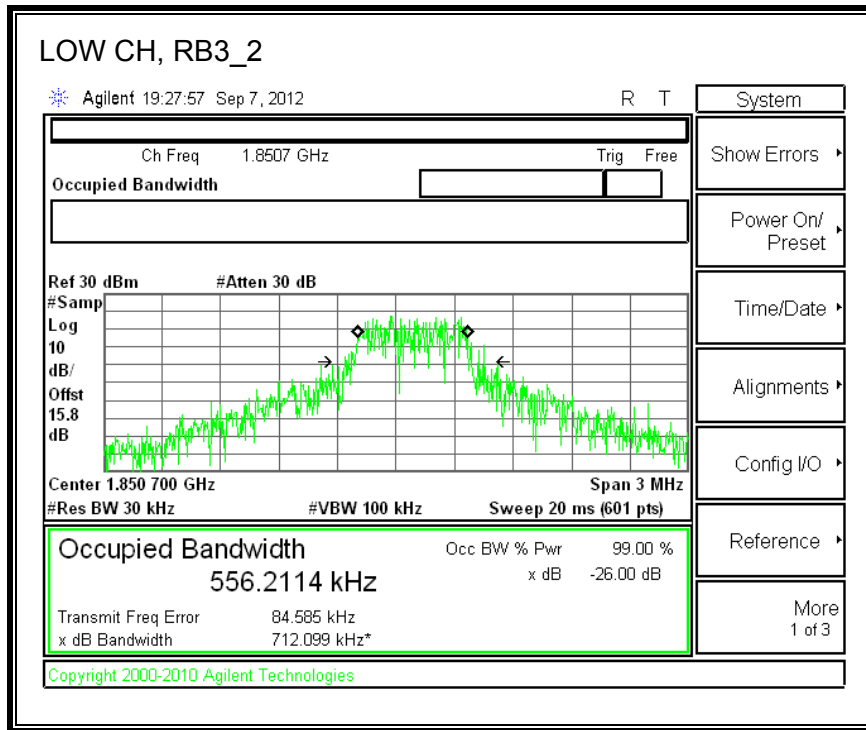 LOW CH, RB3_2
Agilent 19:27:57 Sep 7, 2012 R T
Ch Freq 1.8507 GHz Trig Free
Occupied Bandwidth
Ref 30 dBm #Atten 30 dB
#Samp
Log
10
dB/
Offst
15.8
dB
Center 1.850 700 GHz Span 3 MHz
#Res BW 30 kHz #VBW 100 kHz Sweep 20 ms (601 pts)
Occupied Bandwidth Occ BW % Pwr 99.00 %
556.2114 kHz x dB -26.00 dB
Transmit Freq Error 84.585 kHz
x dB Bandwidth 712.099 kHz*
Copyright 2000-2010 Agilent Technologies
System
Show Errors
Power On/
Preset
Time/Date
Alignments
Config I/O
Reference
More
1 of 3